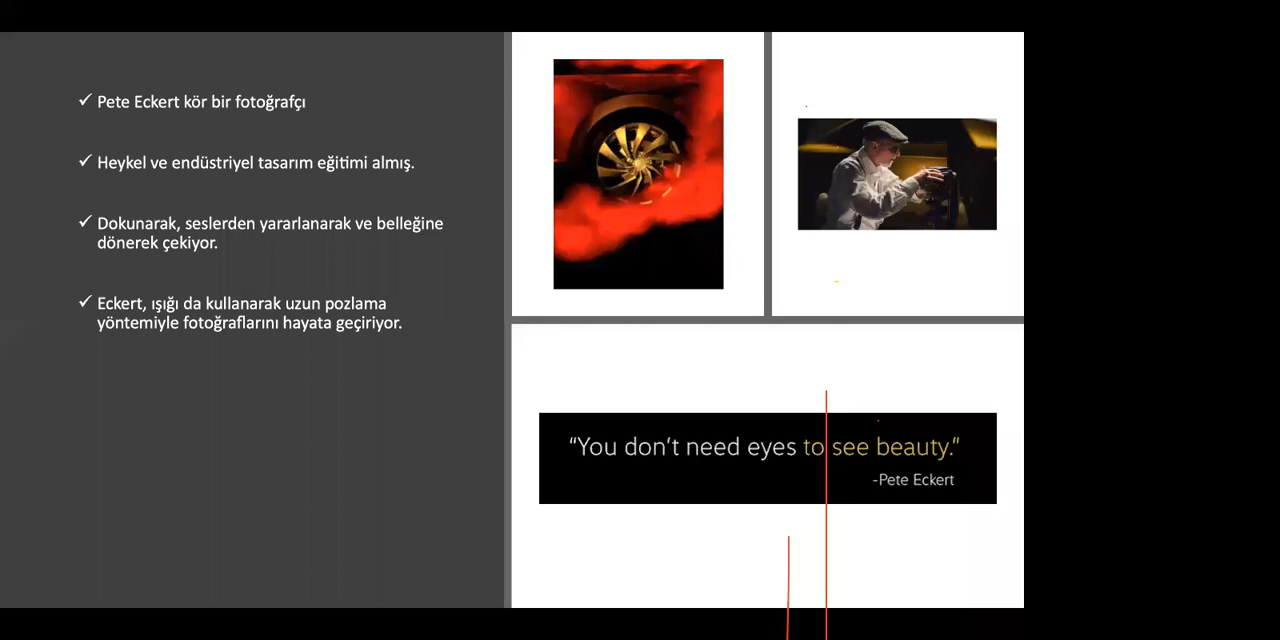 ✓ Pete Eckert kör bir fotoğrafçı
✓ Heykel ve endüstriyel tasarım eğitimi almış.
✓ Dokunarak, seslerden yararlanarak ve belleğine
dönerek çekiyor.
✓ Eckert, ışığı da kullanarak uzun pozlama
yöntemiyle fotoğraflarını hayata geçiriyor.
“You don’t need eyes to see beauty.”
-Pete Eckert